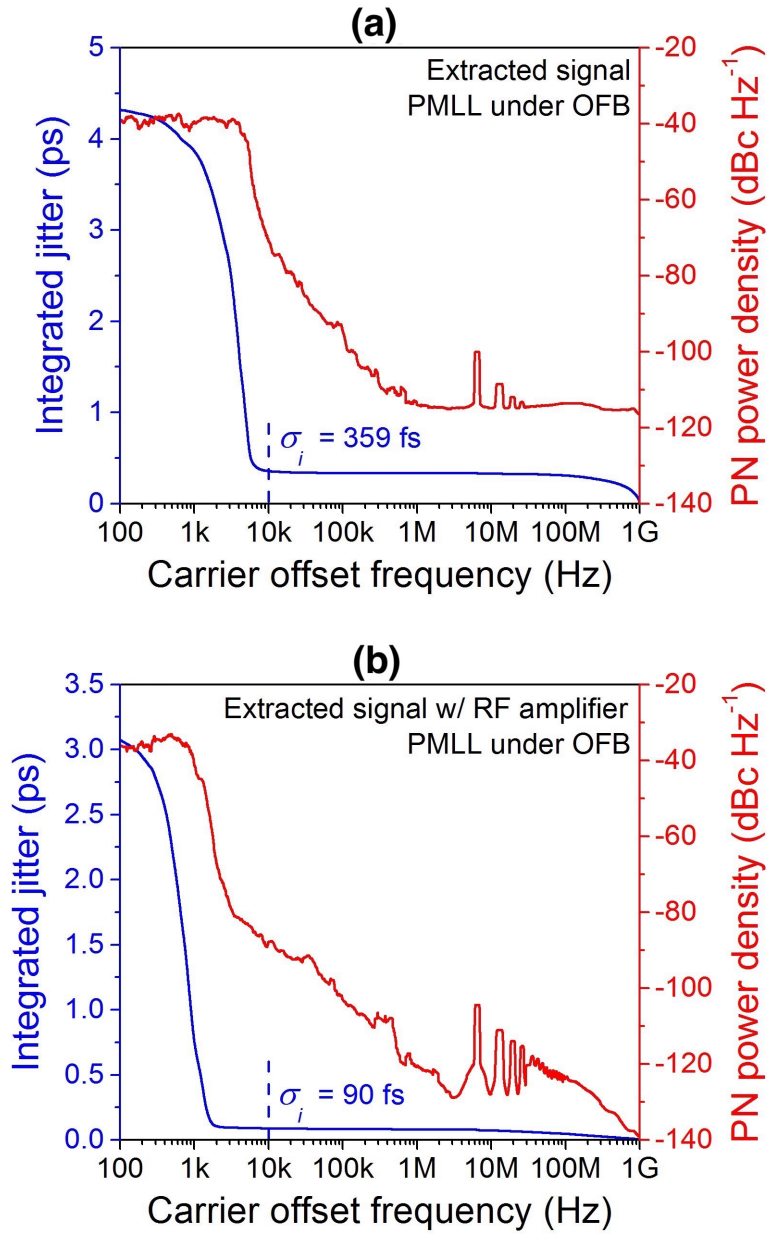 (a)
Extracted signal
PMLL under OFB
Integrated jitter (ps)
5
4
3
2
1
0
PN power density (dBc Hz⁻¹)
-20
-40
-60
-80
-100
-120
-140
σᵢ = 359 fs
100 1k 10k 100k 1M 10M 100M 1G
Carrier offset frequency (Hz)
(b)
Extracted signal w/ RF amplifier
PMLL under OFB
Integrated jitter (ps)
3.5
3.0
2.5
2.0
1.5
1.0
0.5
0.0
PN power density (dBc Hz⁻¹)
-20
-40
-60
-80
-100
-120
-140
σᵢ = 90 fs
100 1k 10k 100k 1M 10M 100M 1G
Carrier offset frequency (Hz)